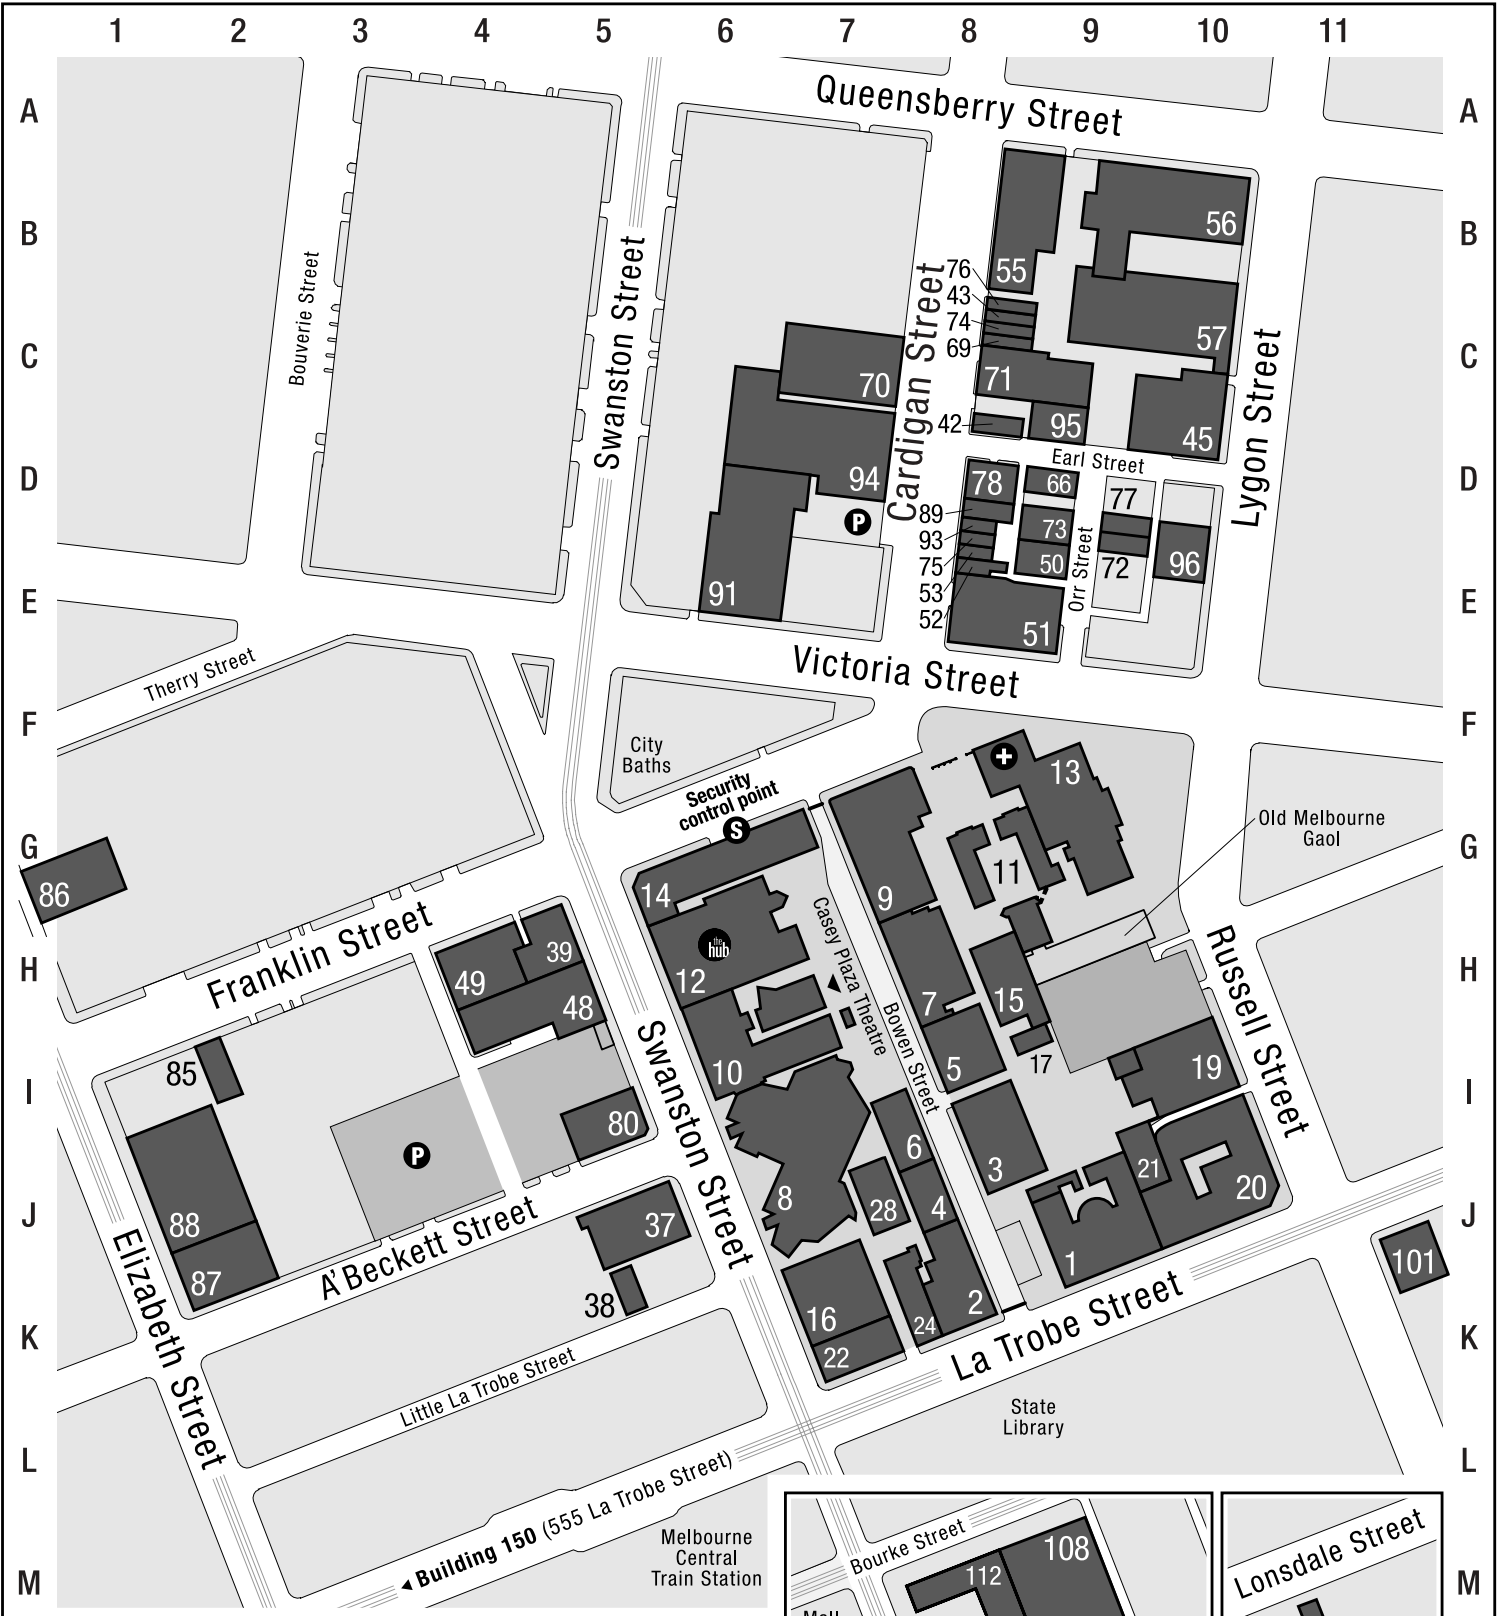 1 2 3 4 5 6 7 8 9 10 11
A
Queensberry Street
A
B
56
B
Bouverie Street
Swanston Street
55
76
43
74
69
57
C
70
Cardigan Street
71
C
42
95
45
Lygon Street
Earl Street
D
94
78
66
77
D
P
89
73
93
75
50
Orr Street
72
96
53
52
E
91
51
E
Victoria Street
Therry Street
F
City
Baths
F
13
Security
control point
S
Old Melbourne
Gaol
G
86
14
9
11
G
Franklin Street
Casey Plaza Theatre
49
39
the
hub
H
12
7
15
Russell Street
H
48
Swanston Street
Bowen Street
85
10
5
17
19
I
80
6
3
I
P
21
88
8
28
4
20
J
37
J
Elizabeth Street
A'Beckett Street
87
38
1
101
16
2
24
22
K
La Trobe Street
K
Little La Trobe Street
State
Library
L
L
Building 150 (555 La Trobe Street)
Melbourne
Central
Train Station
Bourke Street
108
112
Lonsdale Street
M
M